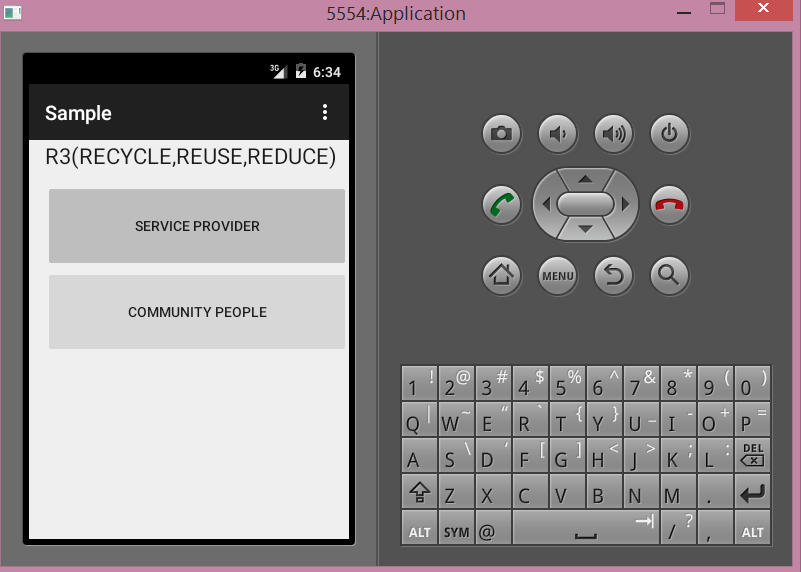 5554:Application
3G 6:34
Sample
R3(RECYCLE,REUSE,REDUCE)
SERVICE PROVIDER
COMMUNITY PEOPLE
MENU
1 ! 2 @ 3 # 4 $ 5 % 6 ^ 7 & 8 * 9 ( 0 )
Q | W ~ E “ R ` T { Y } U _ I - O + P =
A S \ D ‘ F [ G ] H < J > K ; L : DEL
Z X C V B N M .
ALT SYM @ / ? , ALT